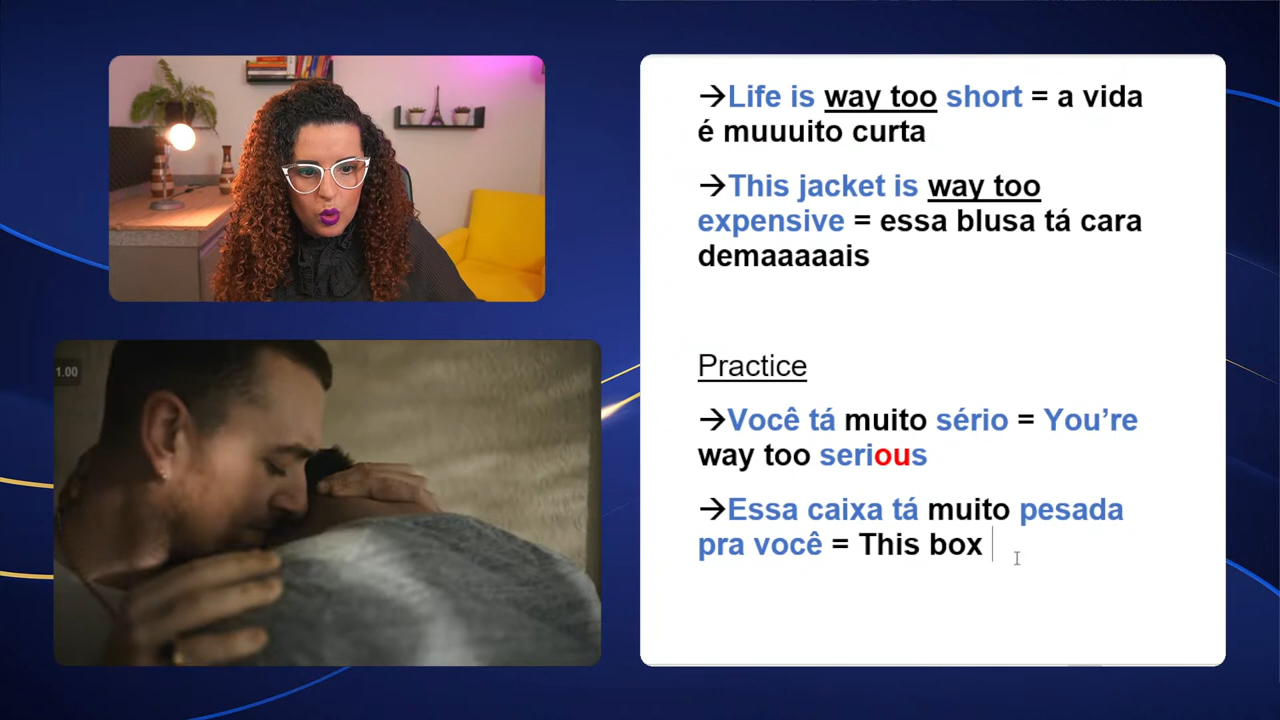 →Life is way too short = a vida
é muuuito curta
→This jacket is way too
expensive = essa blusa tá cara
demaaaaais
Practice
→Você tá muito sério = You’re
way too serious
→Essa caixa tá muito pesada
pra você = This box
1.00